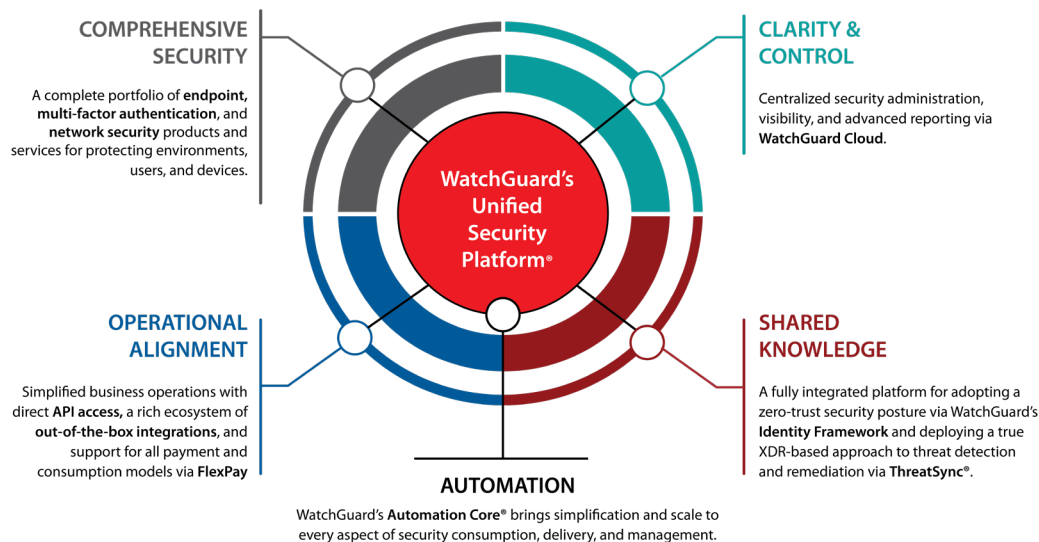 COMPREHENSIVE
SECURITY
A complete portfolio of endpoint,
multi-factor authentication, and
network security products and
services for protecting environments,
users, and devices.
CLARITY &
CONTROL
Centralized security administration,
visibility, and advanced reporting via
WatchGuard Cloud.
WatchGuard’s
Unified
Security
Platform®
OPERATIONAL
ALIGNMENT
Simplified business operations with
direct API access, a rich ecosystem of
out-of-the-box integrations, and
support for all payment and
consumption models via FlexPay
SHARED
KNOWLEDGE
A fully integrated platform for adopting a
zero-trust security posture via WatchGuard’s
Identity Framework and deploying a true
XDR-based approach to threat detection
and remediation via ThreatSync®.
AUTOMATION
WatchGuard’s Automation Core® brings simplification and scale to
every aspect of security consumption, delivery, and management.